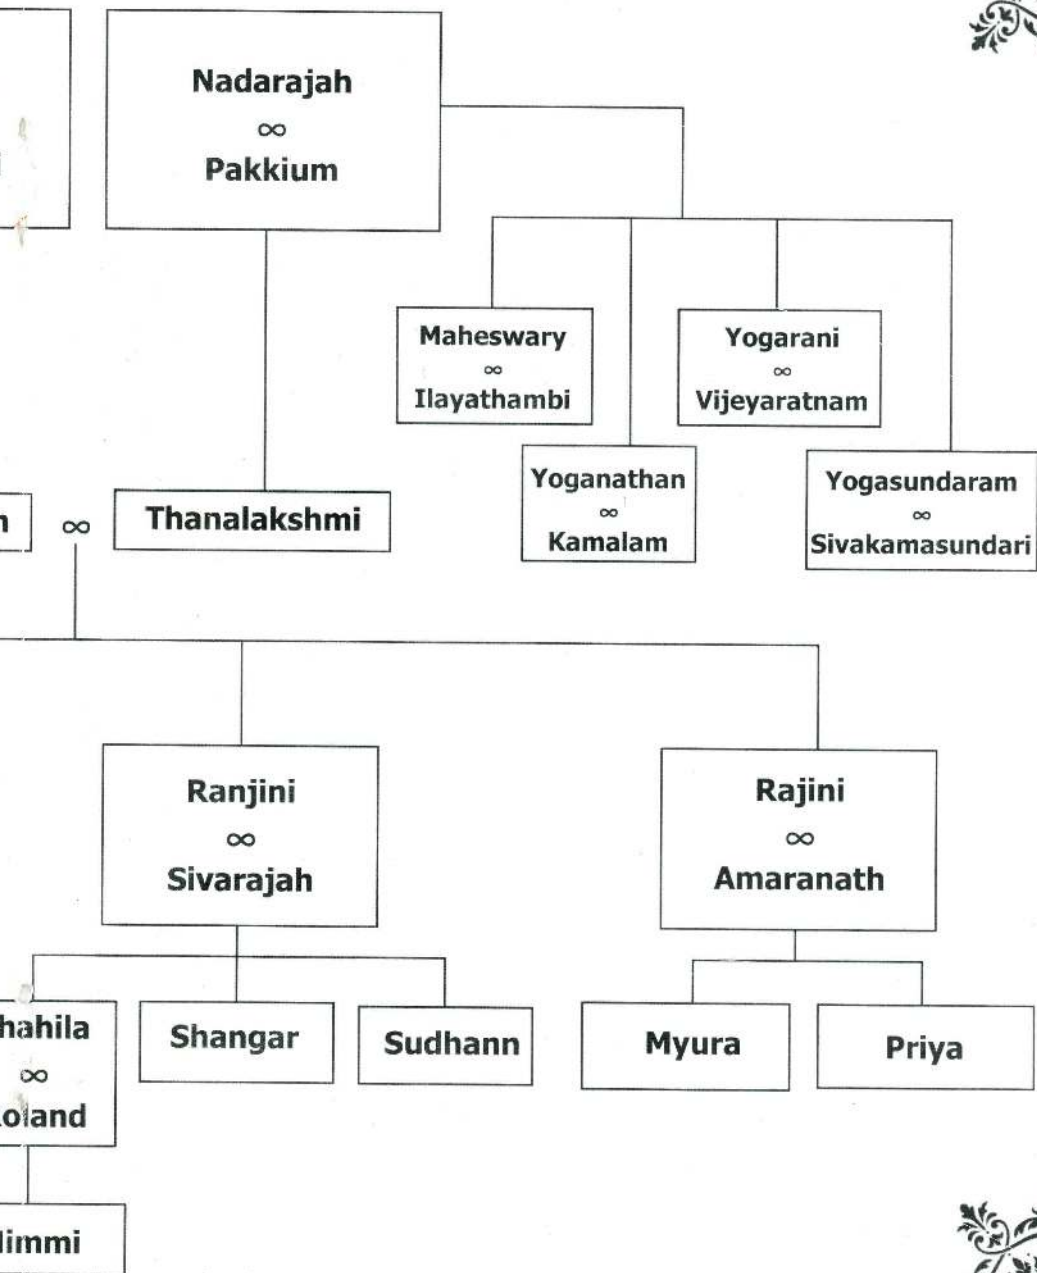 Nadarajah
∞
Pakkium
Maheswary
∞
Ilayathambi
Yogarani
∞
Vijeyaratnam
Yoganathan
∞
Kamalam
Yogasundaram
∞
Sivakamasundari
∞
Thanalakshmi
Ranjini
∞
Sivarajah
Rajini
∞
Amaranath
∞
Shangar
Sudhann
Myura
Priya